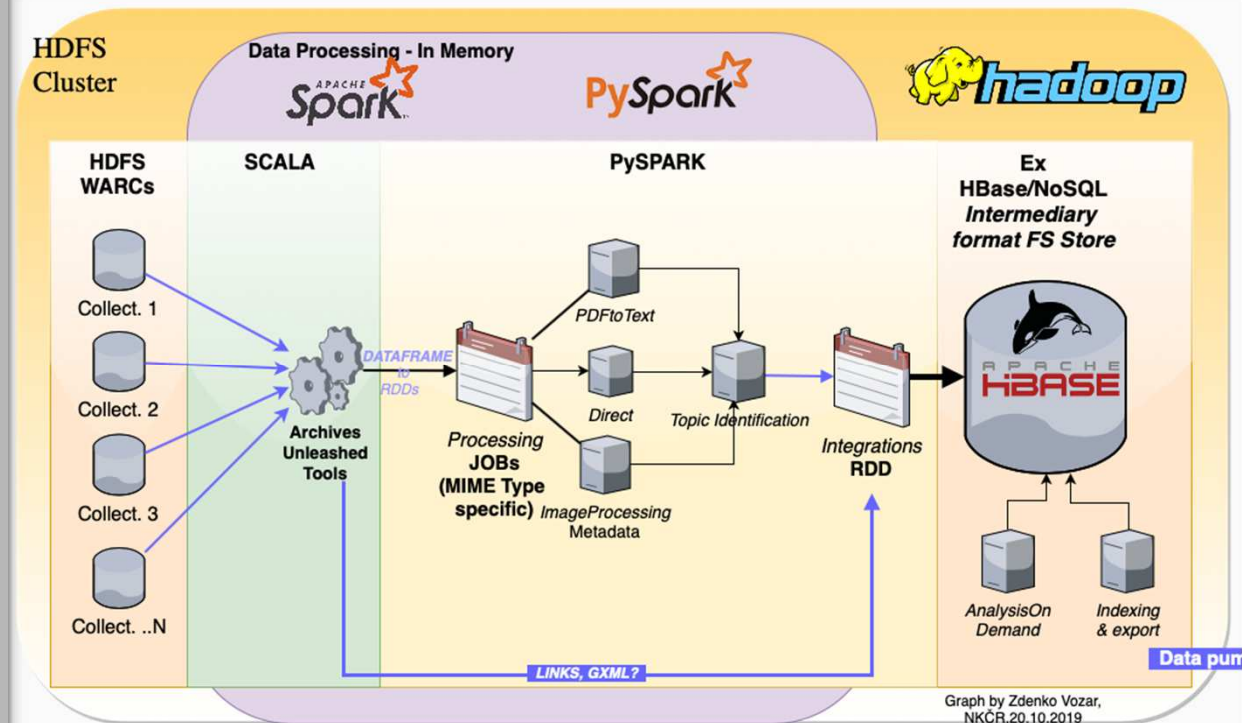 HDFS
Cluster
Data Processing - In Memory
APACHE
Spark
PySpark
hadoop
HDFS
WARCs
SCALA
PySPARK
Ex
HBase/NoSQL
Intermediary
format FS Store
Collect. 1
Collect. 2
Collect. 3
Collect. ..N
Archives
Unleashed
Tools
DATAFRAME
to
RDDs
Processing
JOBs
(MIME Type
specific)
PDFtoText
Direct
ImageProcessing
Metadata
Topic Identification
Integrations
RDD
APACHE
HBASE
AnalysisOn
Demand
Indexing
& export
LINKS, GXML?
Data pum
Graph by Zdenko Vozar,
NKČR,20.10.2019